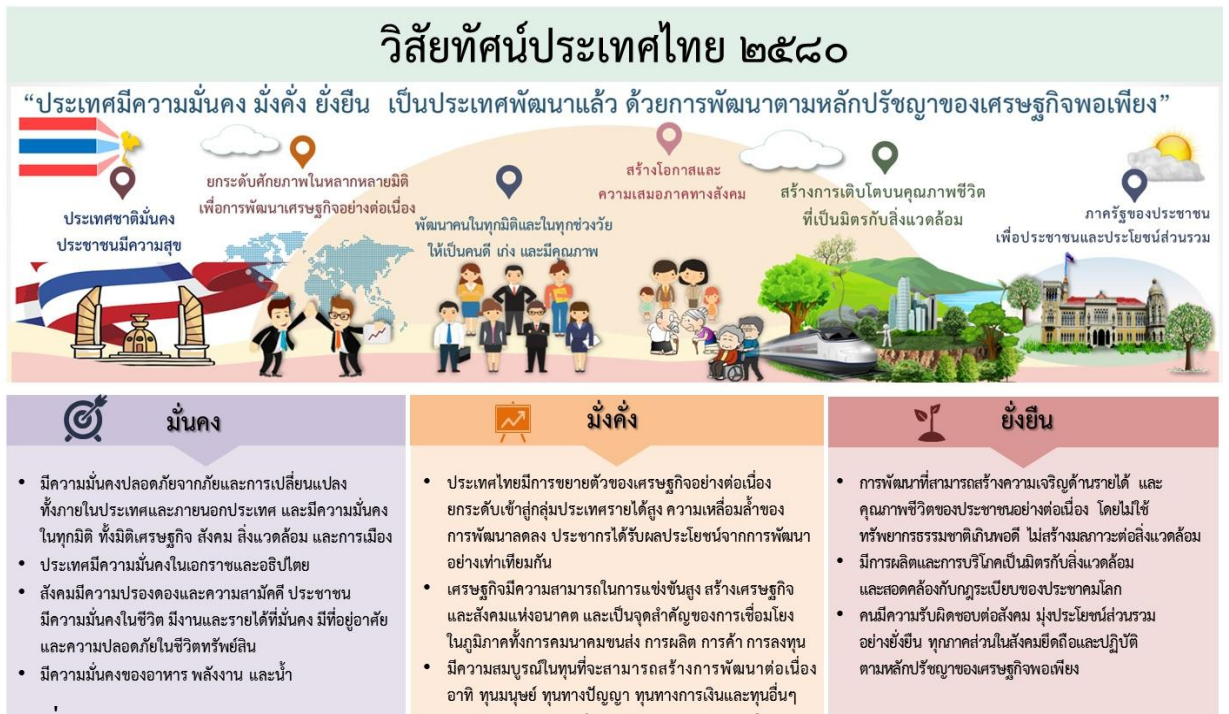 วิสัยทัศน์ประเทศไทย ๒๕๘๐
“ประเทศมีความมั่นคง มั่งคั่ง ยั่งยืน เป็นประเทศพัฒนาแล้ว ด้วยการพัฒนาตามหลักปรัชญาของเศรษฐกิจพอเพียง”
ประเทศชาติมั่นคง
ประชาชนมีความสุข
ยกระดับศักยภาพในหลากหลายมิติ
เพื่อการพัฒนาเศรษฐกิจอย่างต่อเนื่อง
พัฒนาคนในทุกมิติและในทุกช่วงวัย
ให้เป็นคนดี เก่ง และมีคุณภาพ
สร้างโอกาสและ
ความเสมอภาคทางสังคม
สร้างการเติบโตบนคุณภาพชีวิต
ที่เป็นมิตรกับสิ่งแวดล้อม
ภาครัฐของประชาชน
เพื่อประชาชนและประโยชน์ส่วนรวม
มั่นคง
• มีความมั่นคงปลอดภัยจากภัยและการเปลี่ยนแปลง
ทั้งภายในประเทศและภายนอกประเทศ และมีความมั่นคง
ในทุกมิติ ทั้งมิติเศรษฐกิจ สังคม สิ่งแวดล้อม และการเมือง
• ประเทศมีความมั่นคงในเอกราชและอธิปไตย
• สังคมมีความปรองดองและความสามัคคี ประชาชน
มีความมั่นคงในชีวิต มีงานและรายได้ที่มั่นคง มีที่อยู่อาศัย
และความปลอดภัยในชีวิตทรัพย์สิน
• มีความมั่นคงของอาหาร พลังงาน และน้ำ
มั่งคั่ง
• ประเทศไทยมีการขยายตัวของเศรษฐกิจอย่างต่อเนื่อง
ยกระดับเข้าสู่กลุ่มประเทศรายได้สูง ความเหลื่อมล้ำของ
การพัฒนาลดลง ประชากรได้รับผลประโยชน์จากการพัฒนา
อย่างเท่าเทียมกัน
• เศรษฐกิจมีความสามารถในการแข่งขันสูง สร้างเศรษฐกิจ
และสังคมแห่งอนาคต และเป็นจุดสำคัญของการเชื่อมโยง
ในภูมิภาคทั้งการคมนาคมขนส่ง การผลิต การค้า การลงทุน
• มีความสมบูรณ์ในทุนที่จะสามารถสร้างการพัฒนาต่อเนื่อง
อาทิ ทุนมนุษย์ ทุนทางปัญญา ทุนทางการเงินและทุนอื่นๆ
ยั่งยืน
• การพัฒนาที่สามารถสร้างความเจริญด้านรายได้ และ
คุณภาพชีวิตของประชาชนอย่างต่อเนื่อง โดยไม่ใช้
ทรัพยากรธรรมชาติเกินพอดี ไม่สร้างมลภาวะต่อสิ่งแวดล้อม
• มีการผลิตและการบริโภคเป็นมิตรกับสิ่งแวดล้อม
และสอดคล้องกับกฎระเบียบของประชาคมโลก
• คนมีความรับผิดชอบต่อสังคม มุ่งประโยชน์ส่วนรวม
อย่างยั่งยืน ทุกภาคส่วนในสังคมยึดถือและปฏิบัติ
ตามหลักปรัชญาของเศรษฐกิจพอเพียง